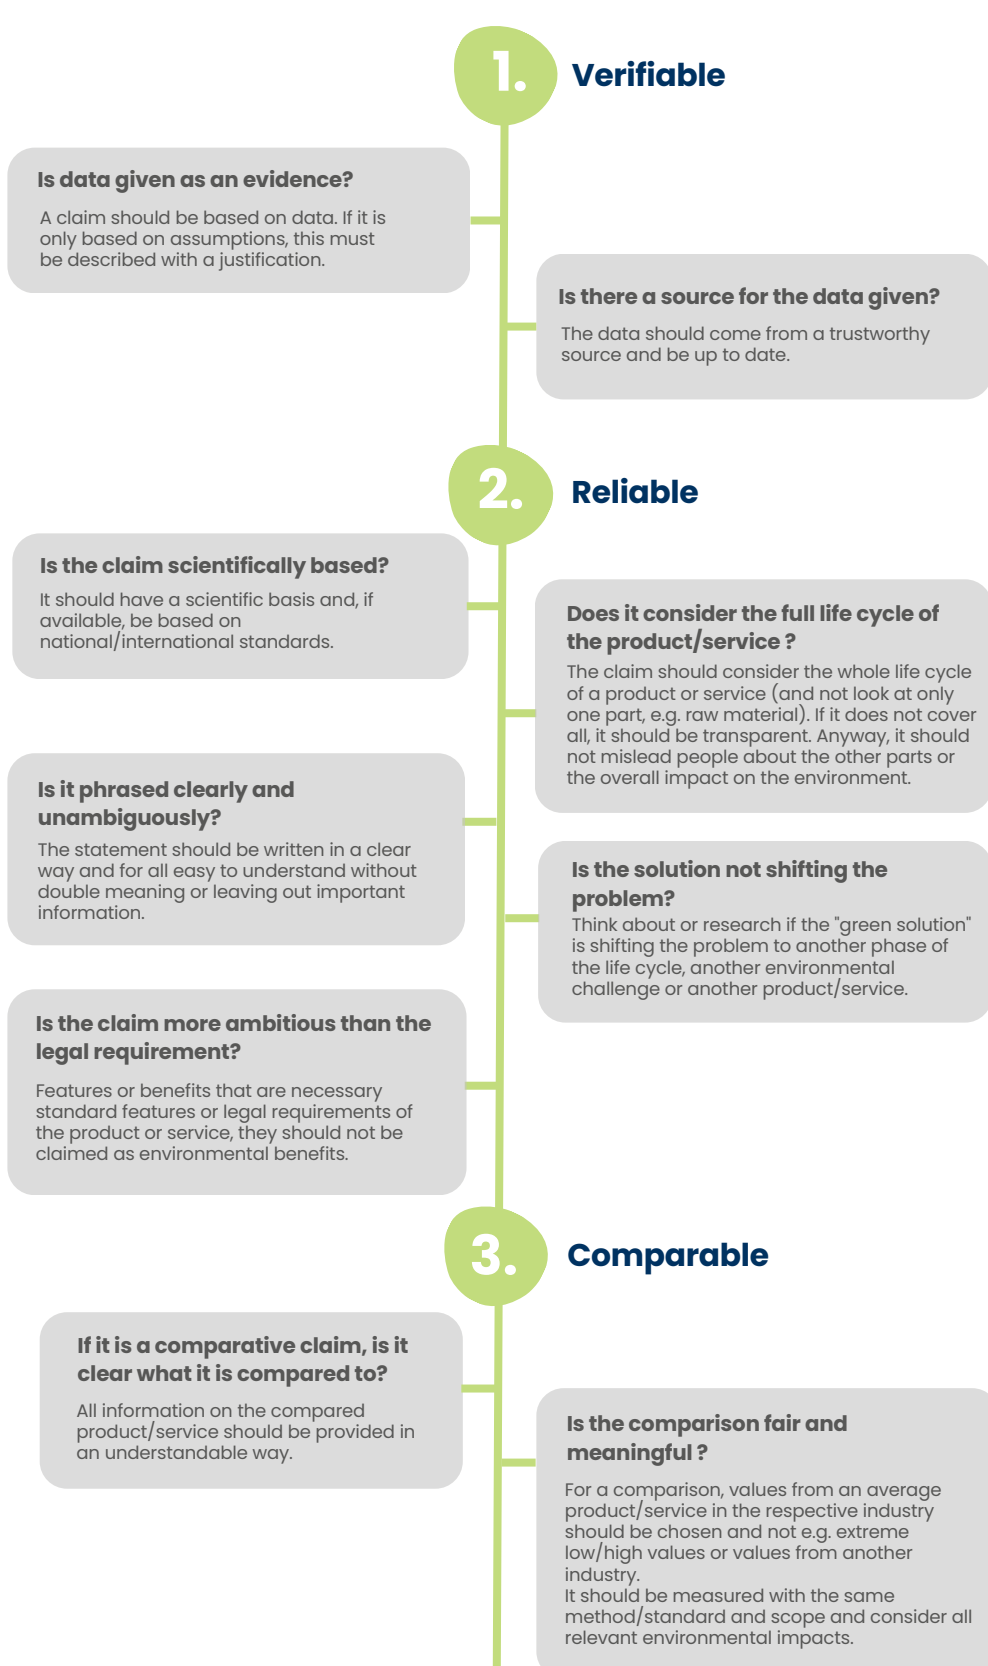 1.
Verifiable
Is data given as an evidence?
A claim should be based on data. If it is
only based on assumptions, this must
be described with a justification.
Is there a source for the data given?
The data should come from a trustworthy
source and be up to date.
2.
Reliable
Is the claim scientifically based?
It should have a scientific basis and, if
available, be based on
national/international standards.
Does it consider the full life cycle of
the product/service ?
The claim should consider the whole life cycle
of a product or service (and not look at only
one part, e.g. raw material). If it does not cover
all, it should be transparent. Anyway, it should
not mislead people about the other parts or
the overall impact on the environment.
Is it phrased clearly and
unambiguously?
The statement should be written in a clear
way and for all easy to understand without
double meaning or leaving out important
information.
Is the solution not shifting the
problem?
Think about or research if the "green solution"
is shifting the problem to another phase of
the life cycle, another environmental
challenge or another product/service.
Is the claim more ambitious than the
legal requirement?
Features or benefits that are necessary
standard features or legal requirements of
the product or service, they should not be
claimed as environmental benefits.
3.
Comparable
If it is a comparative claim, is it
clear what it is compared to?
All information on the compared
product/service should be provided in
an understandable way.
Is the comparison fair and
meaningful ?
For a comparison, values from an average
product/service in the respective industry
should be chosen and not e.g. extreme
low/high values or values from another
industry.
It should be measured with the same
method/standard and scope and consider all
relevant environmental impacts.